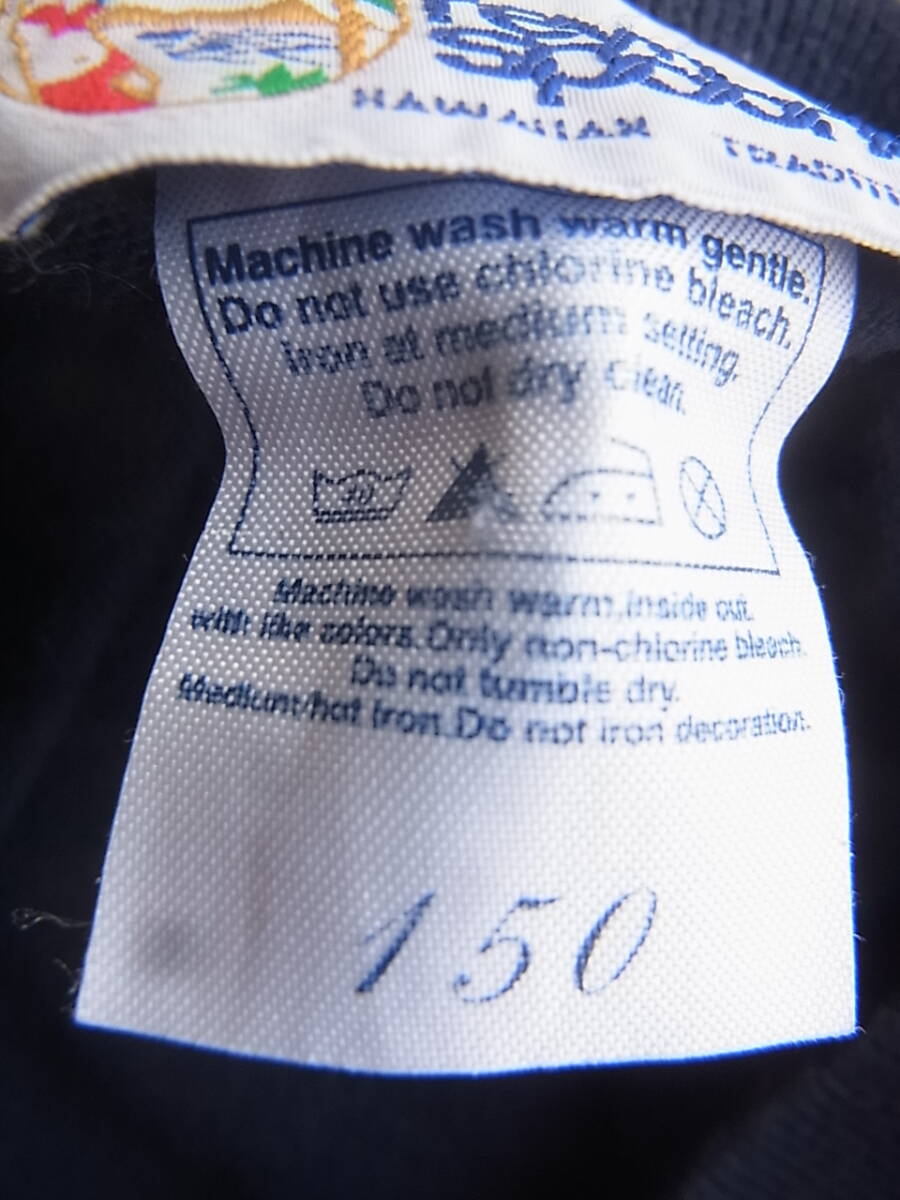 HAWAIIAN
Machine wash warm gentle.
Do not use chlorine bleach.
iron at medium setting.
Do not dry clean.
40
Machine wash warm,inside out.
with like colors.Only non-chlorine bleach.
Do not tumble dry.
Medium/hot iron.Do not iron decoration.
150